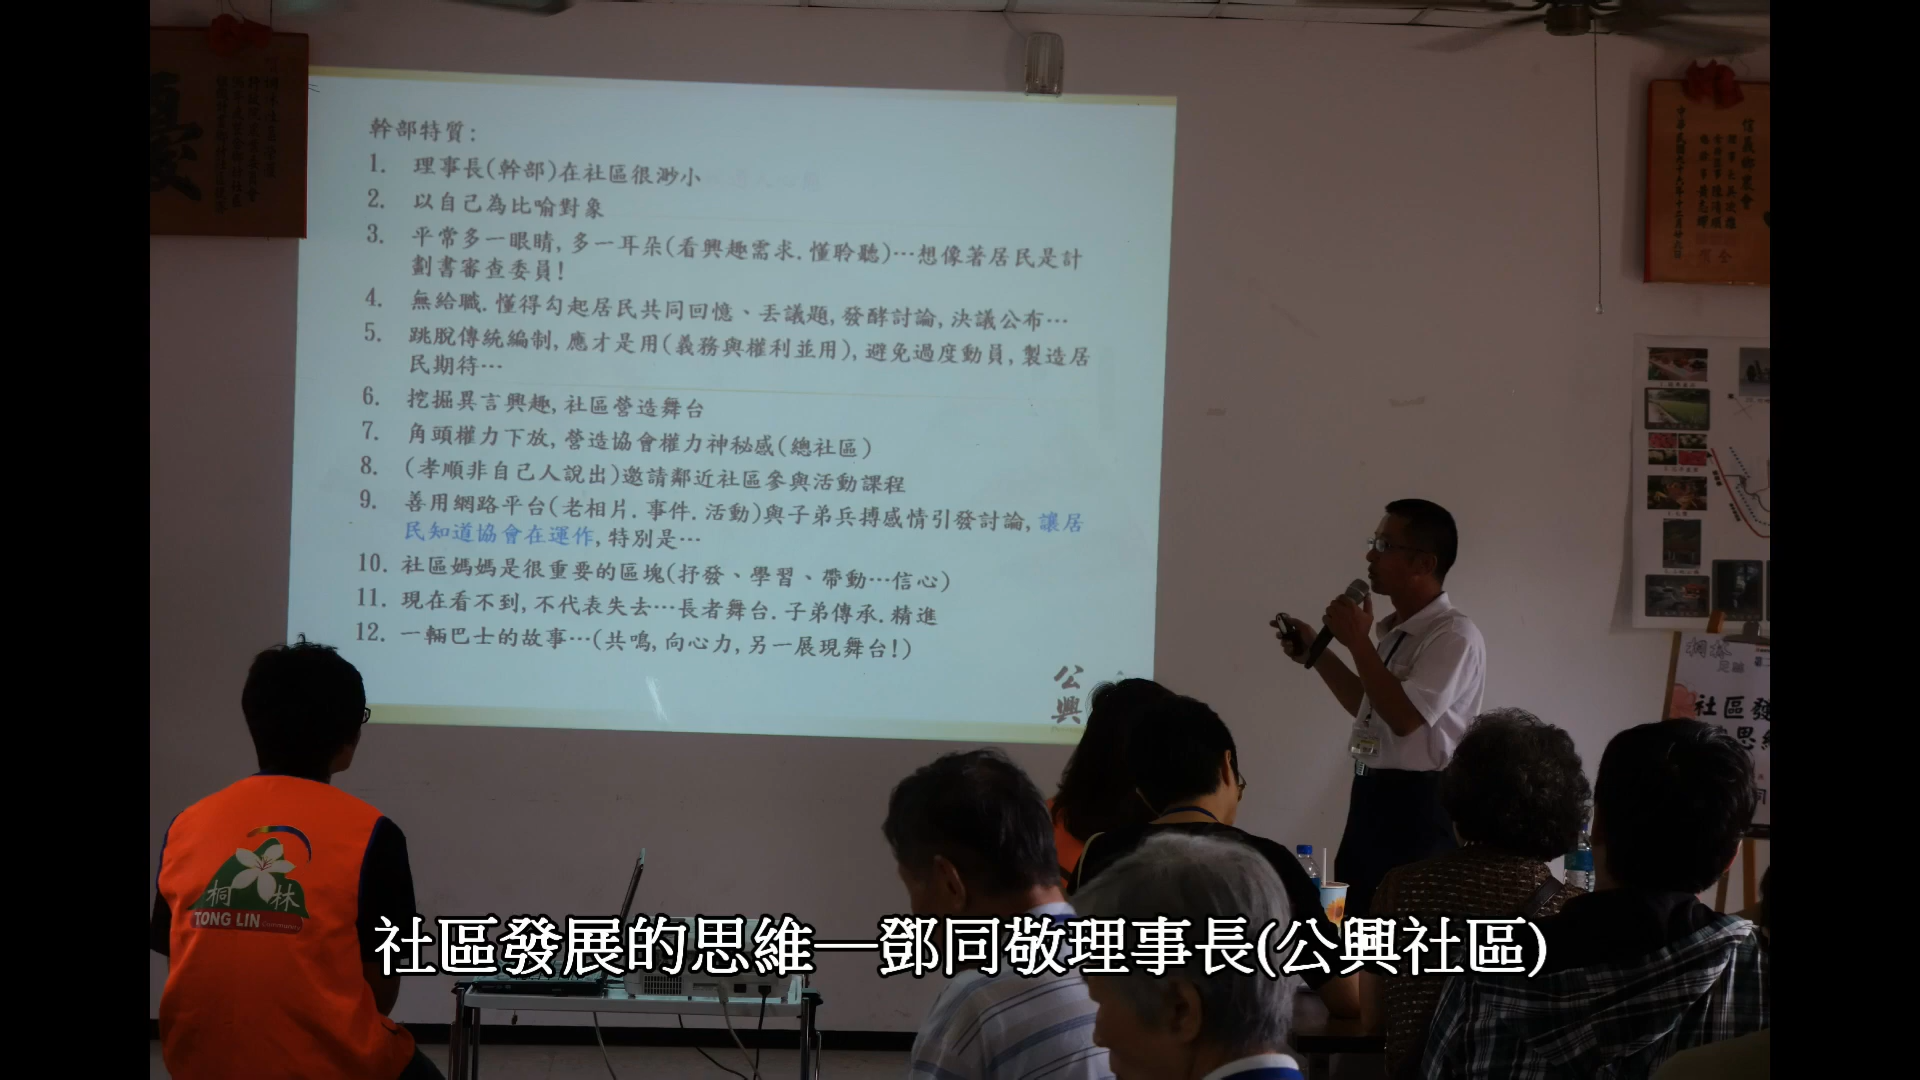 幹部特質:
1. 理事長(幹部)在社區很渺小
2. 以自己為比喻對象
3. 平常多一眼睛,多一耳朵(看興趣需求.懂聆聽)…想像著居民是計
劃書審查委員!
4. 無給職.懂得勾起居民共同回憶、丟議題,發酵討論,決議公布…
5. 跳脫傳統編制,應才是用(義務與權利並用),避免過度動員,製造居
民期待…
6. 挖掘異言興趣,社區營造舞台
7. 角頭權力下放,營造協會權力神秘感(總社區)
8. (孝順非自己人說出)邀請鄰近社區參與活動課程
9. 善用網路平台(老相片.事件.活動)與子弟兵搏感情引發討論,讓居
民知道協會在運作,特別是…
10. 社區媽媽是很重要的區塊(抒發、學習、帶動…信心)
11. 現在看不到,不代表失去…長者舞台.子弟傳承.精進
12. 一輛巴士的故事…(共鳴,向心力,另一展現舞台!)
公興
信義鄉農會
桐林
社區發
思維
桐林
TONG LIN
社區發展的思維—鄧同敬理事長(公興社區)